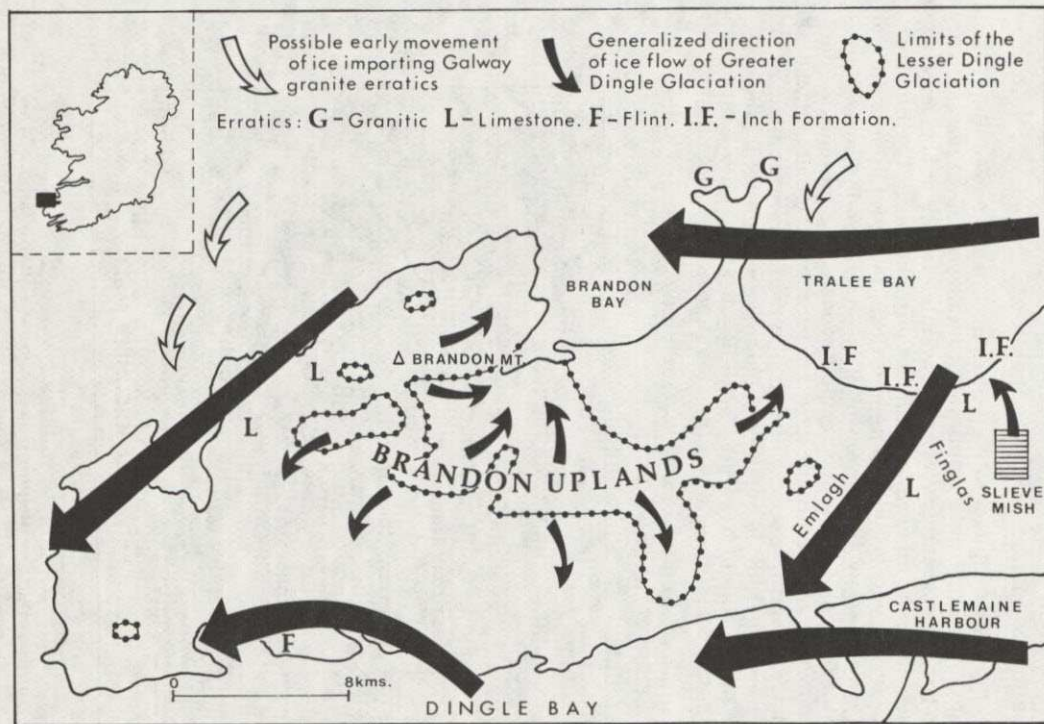 Possible early movement
of ice importing Galway
granite erratics
Generalized direction
of ice flow of Greater
Dingle Glaciation
Limits of the
Lesser Dingle
Glaciation
Erratics: G - Granitic L - Limestone. F - Flint. I.F. - Inch Formation.
G
G
BRANDON
BAY
TRALEE BAY
Δ BRANDON MT.
I.F
I.F.
I.F.
L
L
L
L
BRANDON UPLANDS
Emlagh
Finglas
SLIEVE
MISH
CASTLEMAINE
HARBOUR
F
0 8kms.
DINGLE BAY